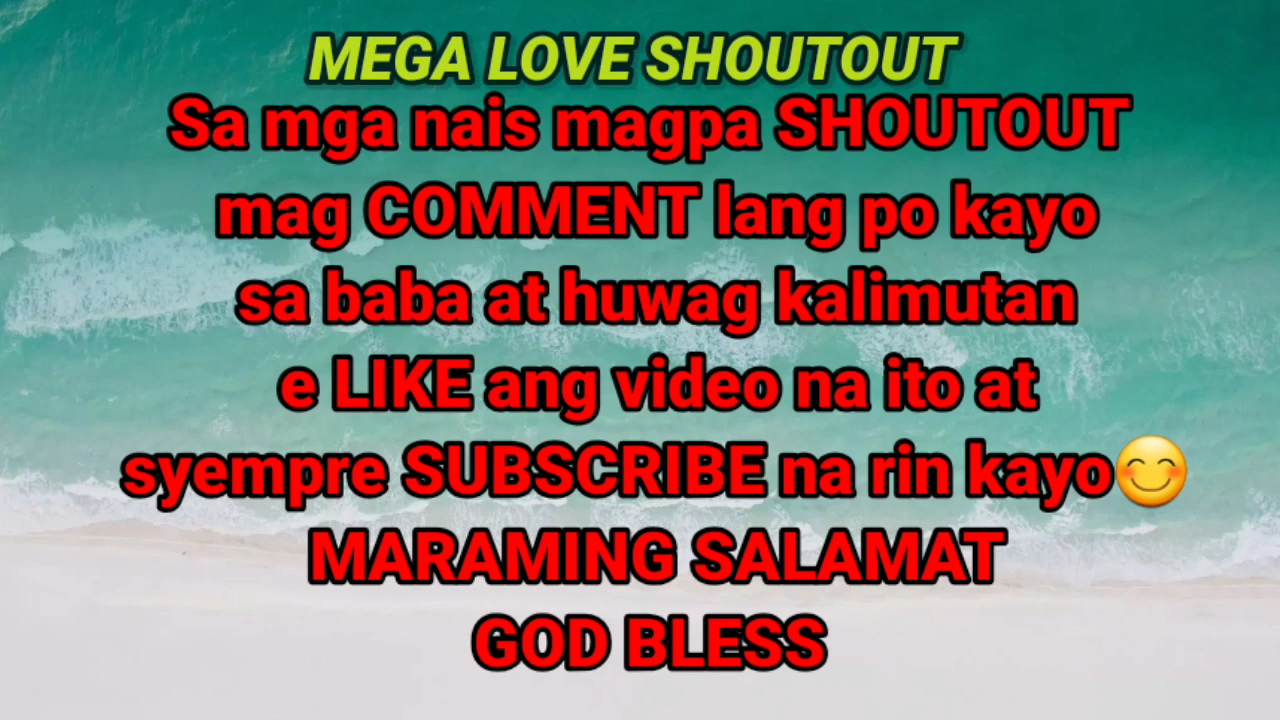 MEGA LOVE SHOUTOUT
Sa mga nais magpa SHOUTOUT
mag COMMENT lang po kayo
sa baba at huwag kalimutan
e LIKE ang video na ito at
syempre SUBSCRIBE na rin kayo😊
MARAMING SALAMAT
GOD BLESS